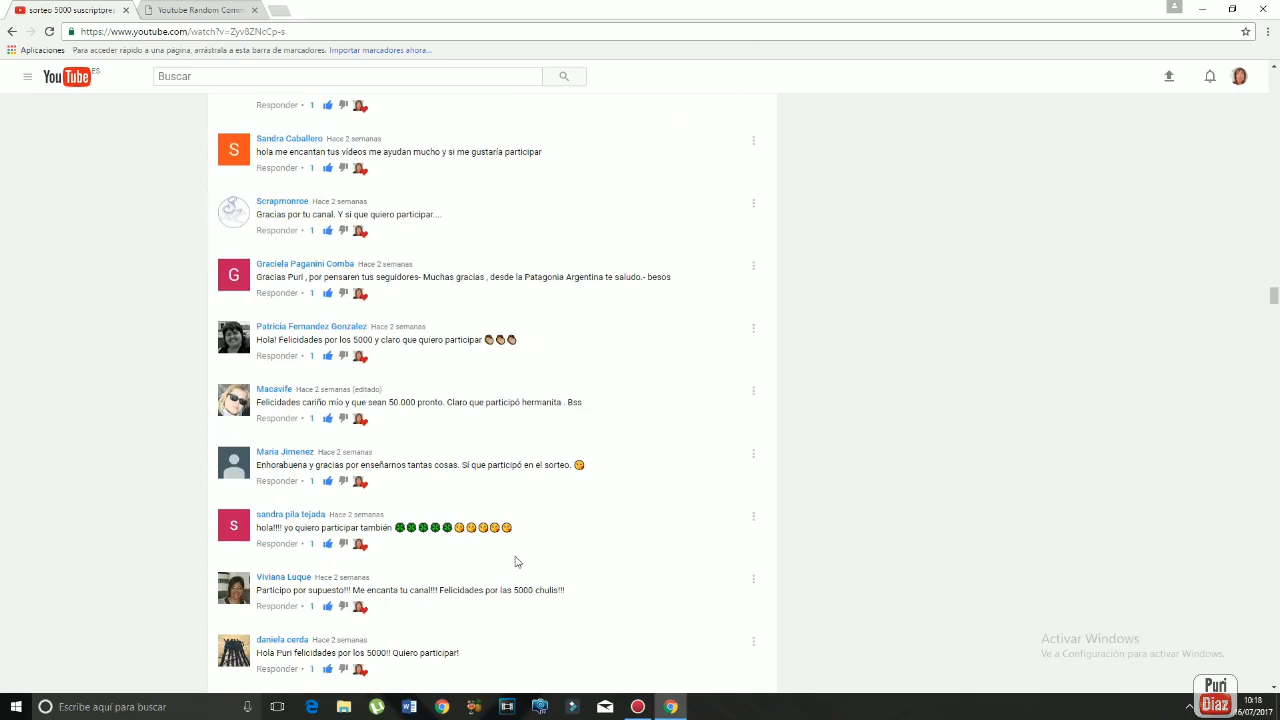 sorteo 5000 suscriptores
Youtube Random Comm
https://www.youtube.com/watch?v=Zyv8ZNcCp-s
Aplicaciones Para acceder rápido a una página, arrástrala a esta barra de marcadores. Importar marcadores ahora...
YouTube ES
Buscar
Responder • 1
S
Sandra Caballero Hace 2 semanas
hola me encantan tus vídeos me ayudan mucho y si me gustaría participar
Responder • 1
Scrapmonroe Hace 2 semanas
Gracias por tu canal. Y sí que quiero participar....
Responder • 1
G
Graciela Paganini Comba Hace 2 semanas
Gracias Puri , por pensaren tus seguidores- Muchas gracias , desde la Patagonia Argentina te saludo.- besos
Responder • 1
Patricia Fernandez Gonzalez Hace 2 semanas
Hola! Felicidades por los 5000 y claro que quiero participar 👏👏👏
Responder • 1
Macavife Hace 2 semanas (editado)
Felicidades cariño mío y que sean 50.000 pronto. Claro que participó hermanita . Bss
Responder • 1
Maria Jimenez Hace 2 semanas
Enhorabuena y gracias por enseñarnos tantas cosas. Sí que participó en el sorteo. 😘
Responder • 1
s
sandra pila tejada Hace 2 semanas
hola!!!! yo quiero participar también 🍀🍀🍀🍀🍀😘😘😘😘😘
Responder • 1
Viviana Luque Hace 2 semanas
Participo por supuesto!!! Me encanta tu canal!!! Felicidades por las 5000 chulis!!!
Responder • 1
daniela cerda Hace 2 semanas
Hola Puri felicidades por los 5000!! Quiero participar!
Responder • 1
Activar Windows
Ve a Configuración para activar Windows.
Escribe aquí para buscar
Puri
Diaz
10:18
16/07/2017